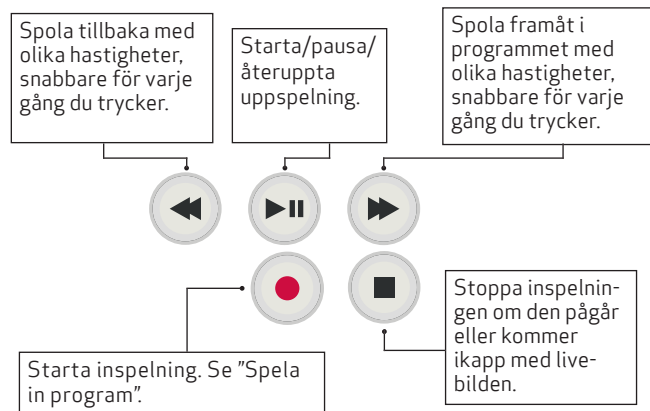 Spola tillbaka med
olika hastigheter,
snabbare för varje
gång du trycker.
Starta/pausa/
återuppta
uppspelning.
Spola framåt i
programmet med
olika hastigheter,
snabbare för varje
gång du trycker.
Starta inspelning. Se ”Spela
in program”.
Stoppa inspelnin-
gen om den pågår
eller kommer
ikapp med live-
bilden.